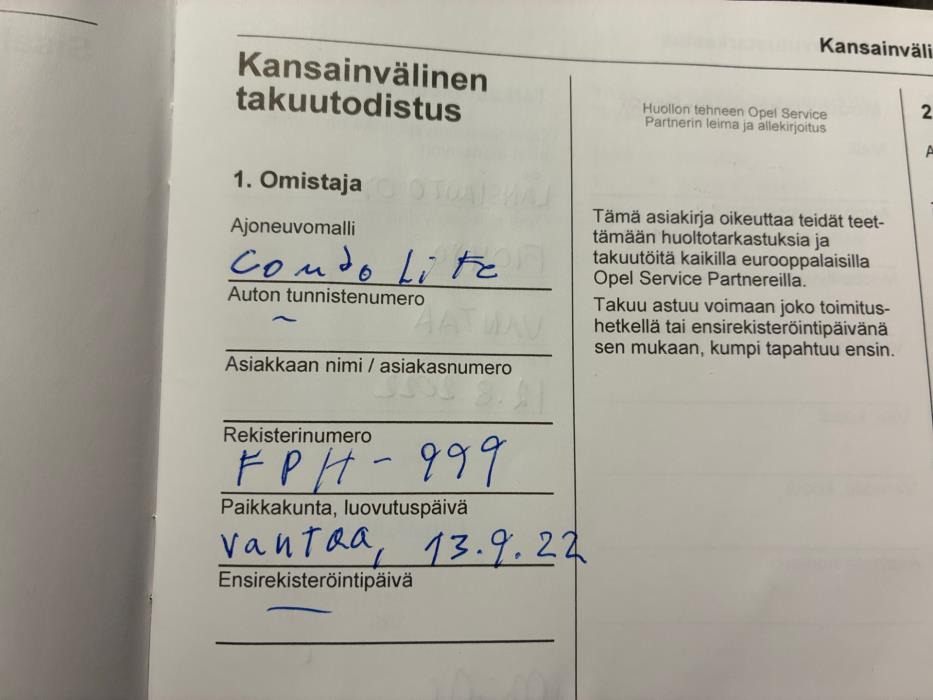 Kansainväli
Kansainvälinen
takuutodistus
1. Omistaja
Ajoneuvomalli
Combo Life
Auton tunnistenumero
~
Asiakkaan nimi / asiakasnumero
Rekisterinumero
FPH - 999
Paikkakunta, luovutuspäivä
Vantaa, 13.9.22
Ensirekisteröintipäivä
—
Huollon tehneen Opel Service
Partnerin leima ja allekirjoitus
Tämä asiakirja oikeuttaa teidät teet-
tämään huoltotarkastuksia ja
takuutöitä kaikilla eurooppalaisilla
Opel Service Partnereilla.
Takuu astuu voimaan joko toimitus-
hetkellä tai ensirekisteröintipäivänä
sen mukaan, kumpi tapahtuu ensin.
2
A